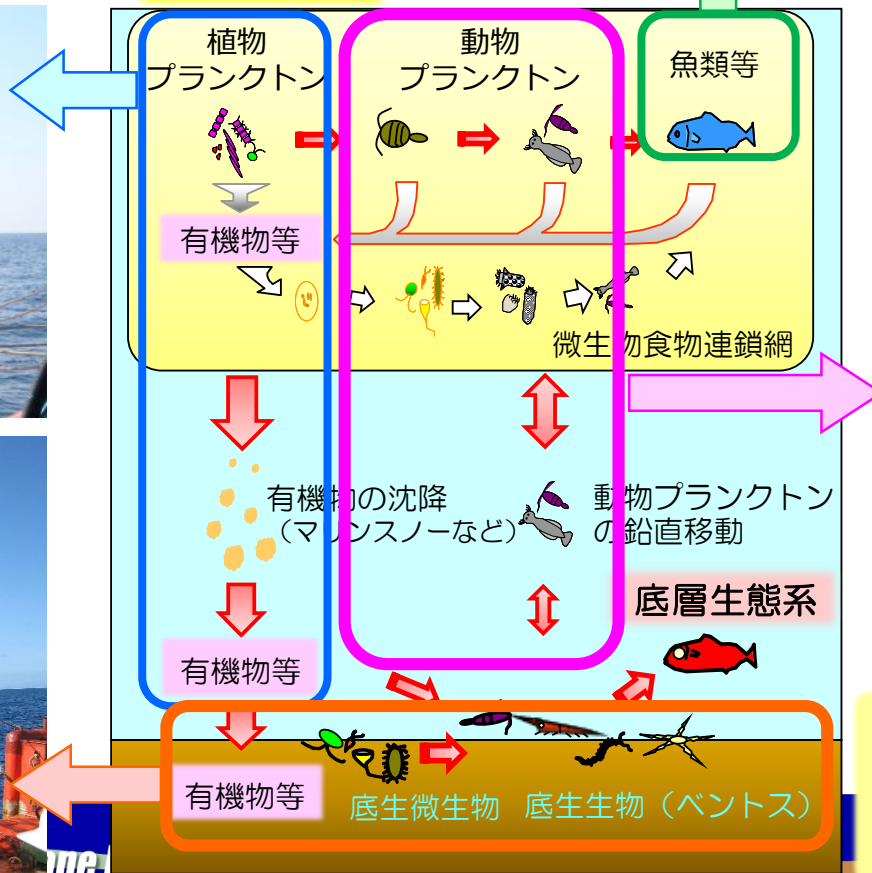 植物
プランクトン
動物
プランクトン
魚類等
有機物等
微生物食物連鎖網
有機物の沈降
(マリンスノーなど)
動物プランクトン
の鉛直移動
底層生態系
有機物等
有機物等
底生微生物
底生生物(ベントス)